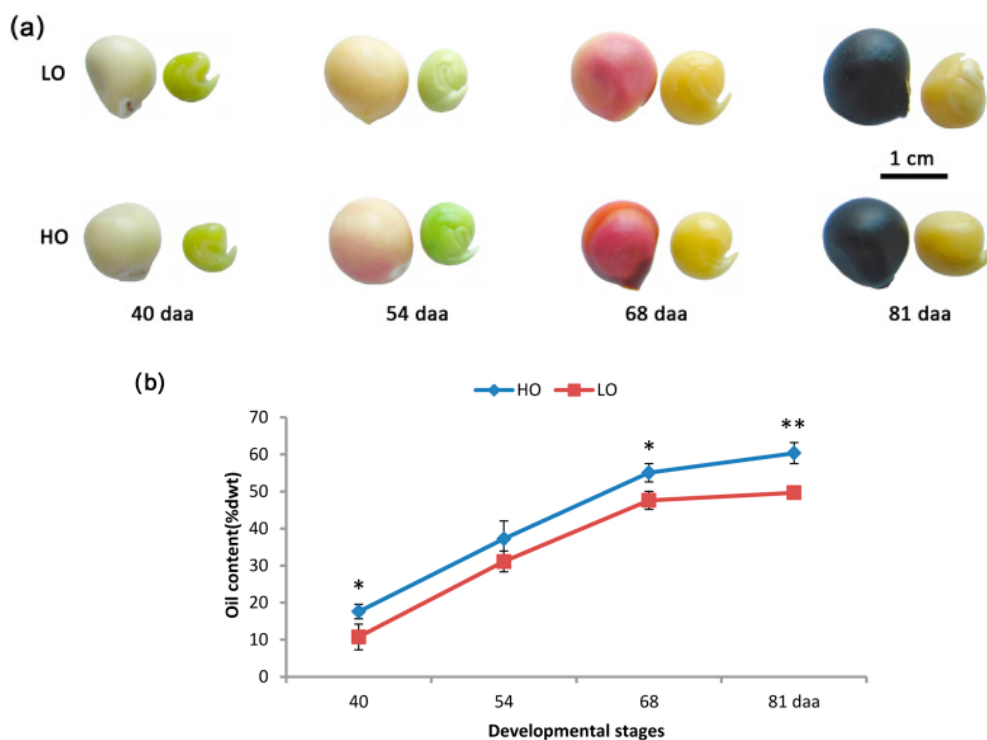 (a)
LO
1 cm
HO
40 daa
54 daa
68 daa
81 daa
(b)
HO
LO
Oil content(%dwt)
70
60
50
40
30
20
10
0
*
*
**
40
54
68
81 daa
Developmental stages